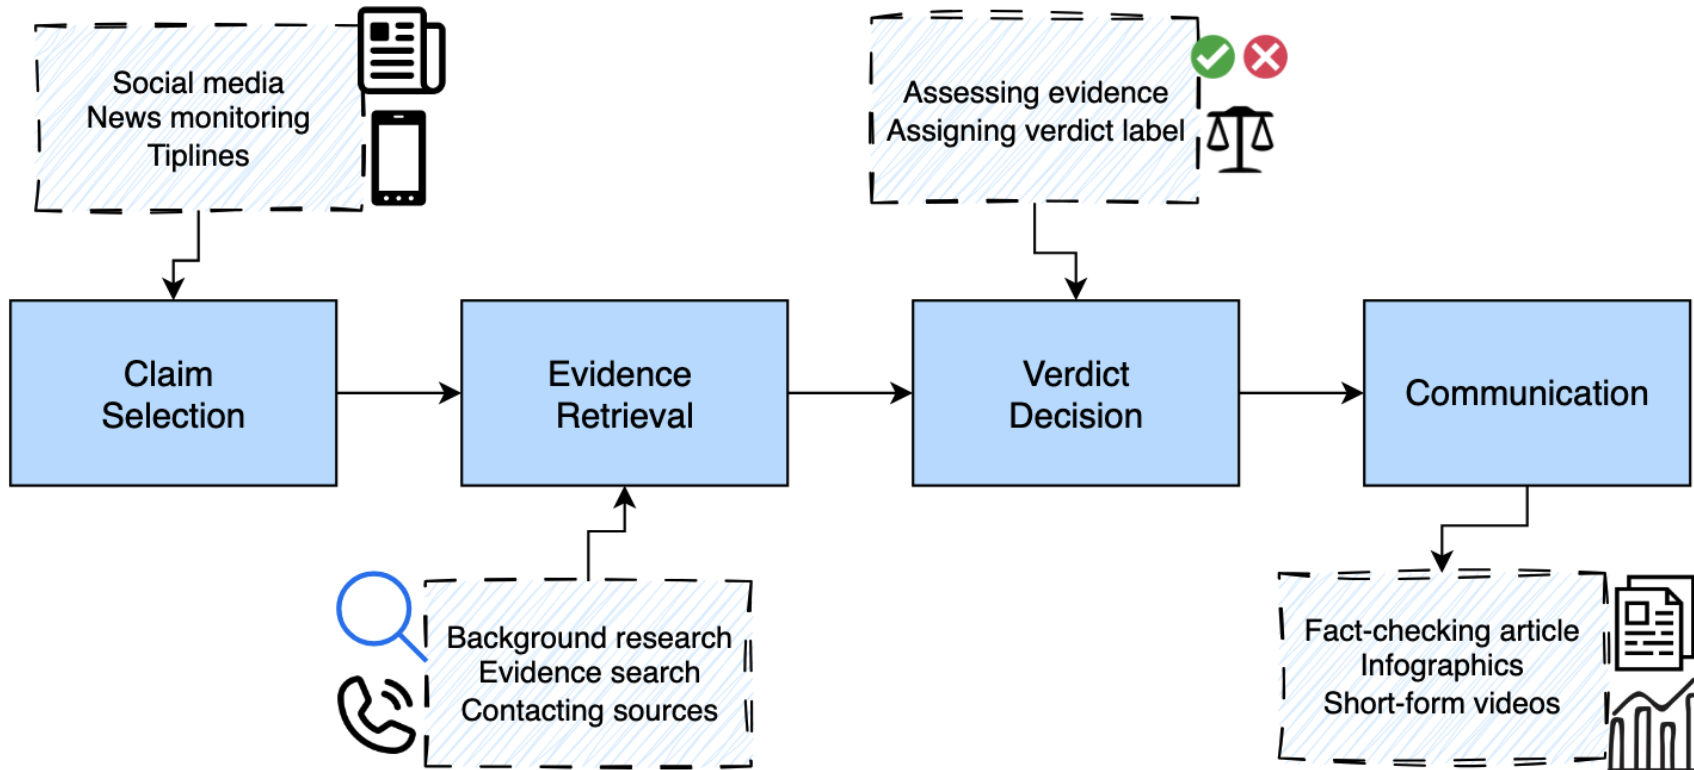 Social media
News monitoring
Tiplines
Assessing evidence
Assigning verdict label
Claim
Selection
Evidence
Retrieval
Verdict
Decision
Communication
Background research
Evidence search
Contacting sources
Fact-checking article
Infographics
Short-form videos